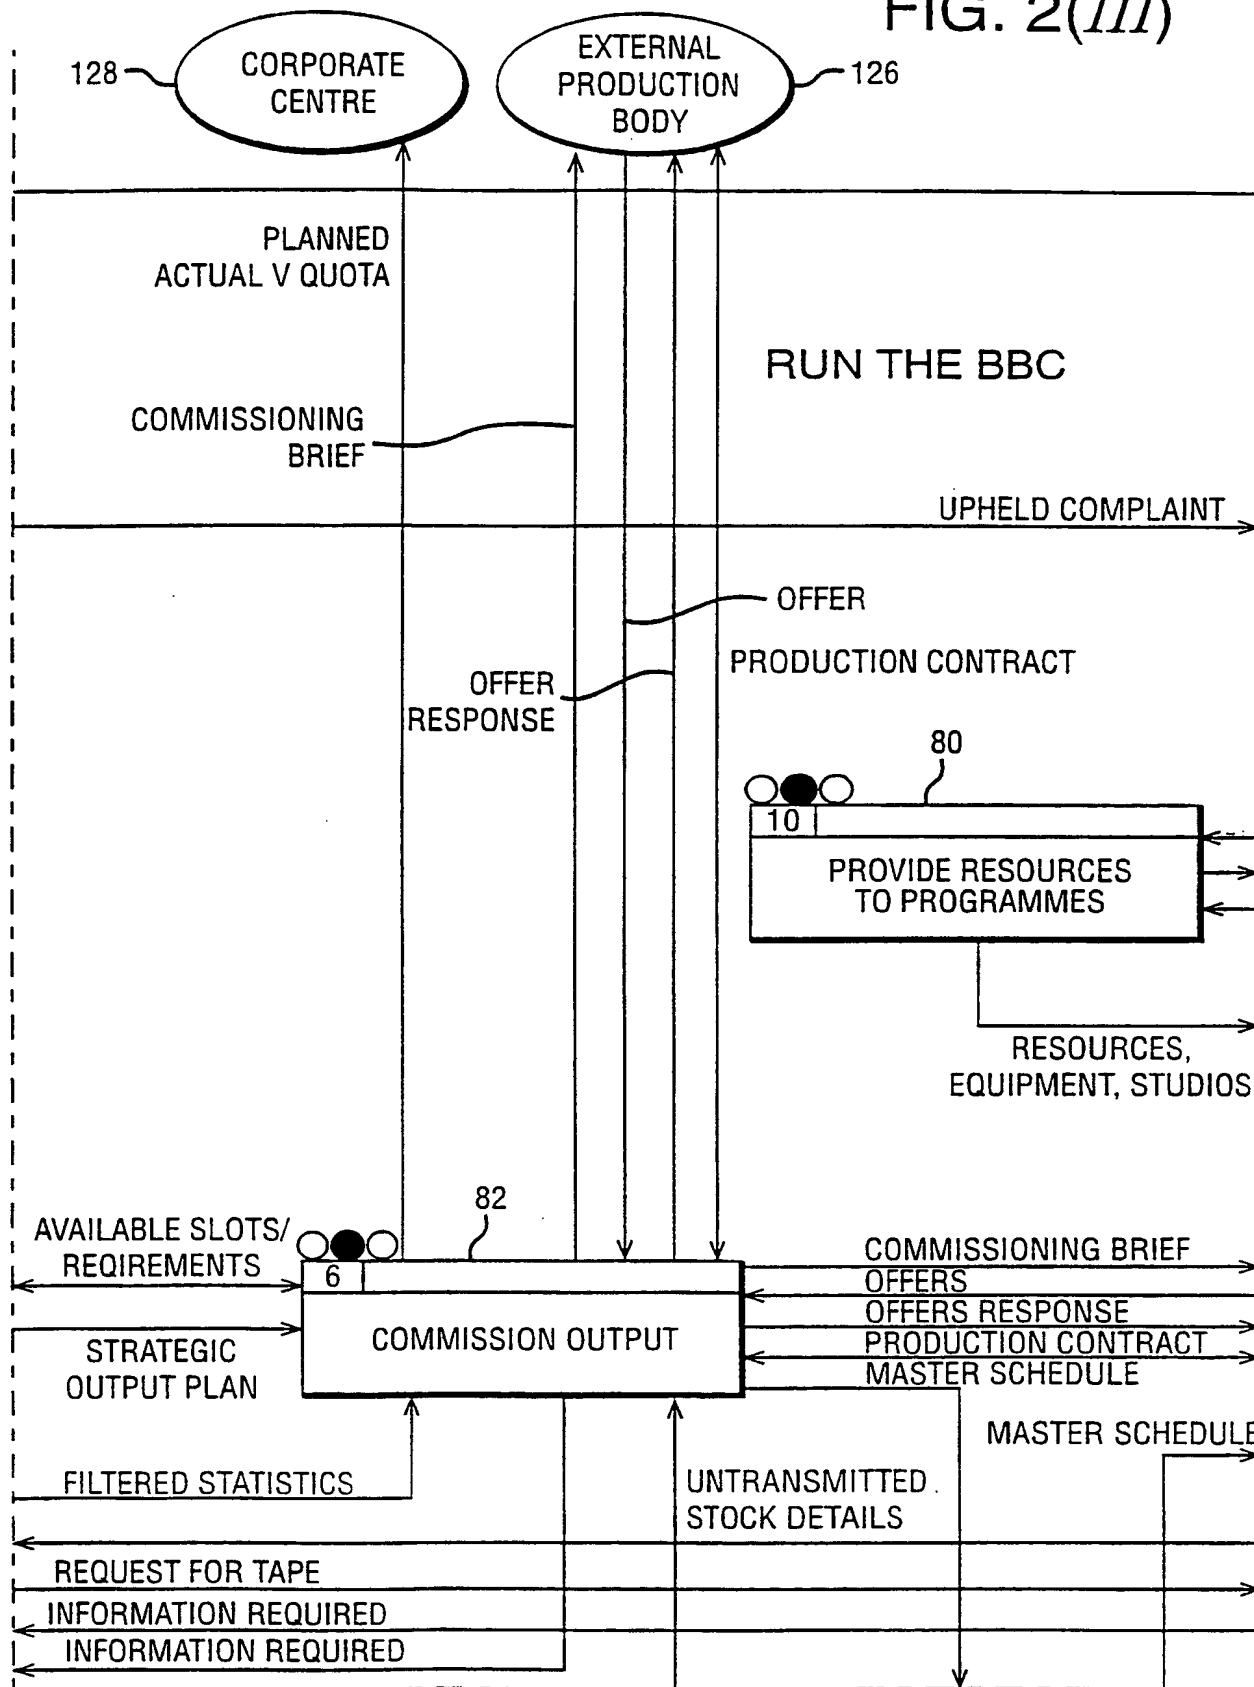 FIG. 2(III)
128
CORPORATE
CENTRE
EXTERNAL
PRODUCTION
BODY
126
PLANNED
ACTUAL V QUOTA
RUN THE BBC
COMMISSIONING
BRIEF
UPHELD COMPLAINT
OFFER
PRODUCTION CONTRACT
OFFER
RESPONSE
80
10
PROVIDE RESOURCES
TO PROGRAMMES
RESOURCES,
EQUIPMENT, STUDIOS
82
AVAILABLE SLOTS/
REQIREMENTS
6
COMMISSION OUTPUT
STRATEGIC
OUTPUT PLAN
COMMISSIONING BRIEF
OFFERS
OFFERS RESPONSE
PRODUCTION CONTRACT
MASTER SCHEDULE
MASTER SCHEDULE
FILTERED STATISTICS
UNTRANSMITTED
STOCK DETAILS
REQUEST FOR TAPE
INFORMATION REQUIRED
INFORMATION REQUIRED